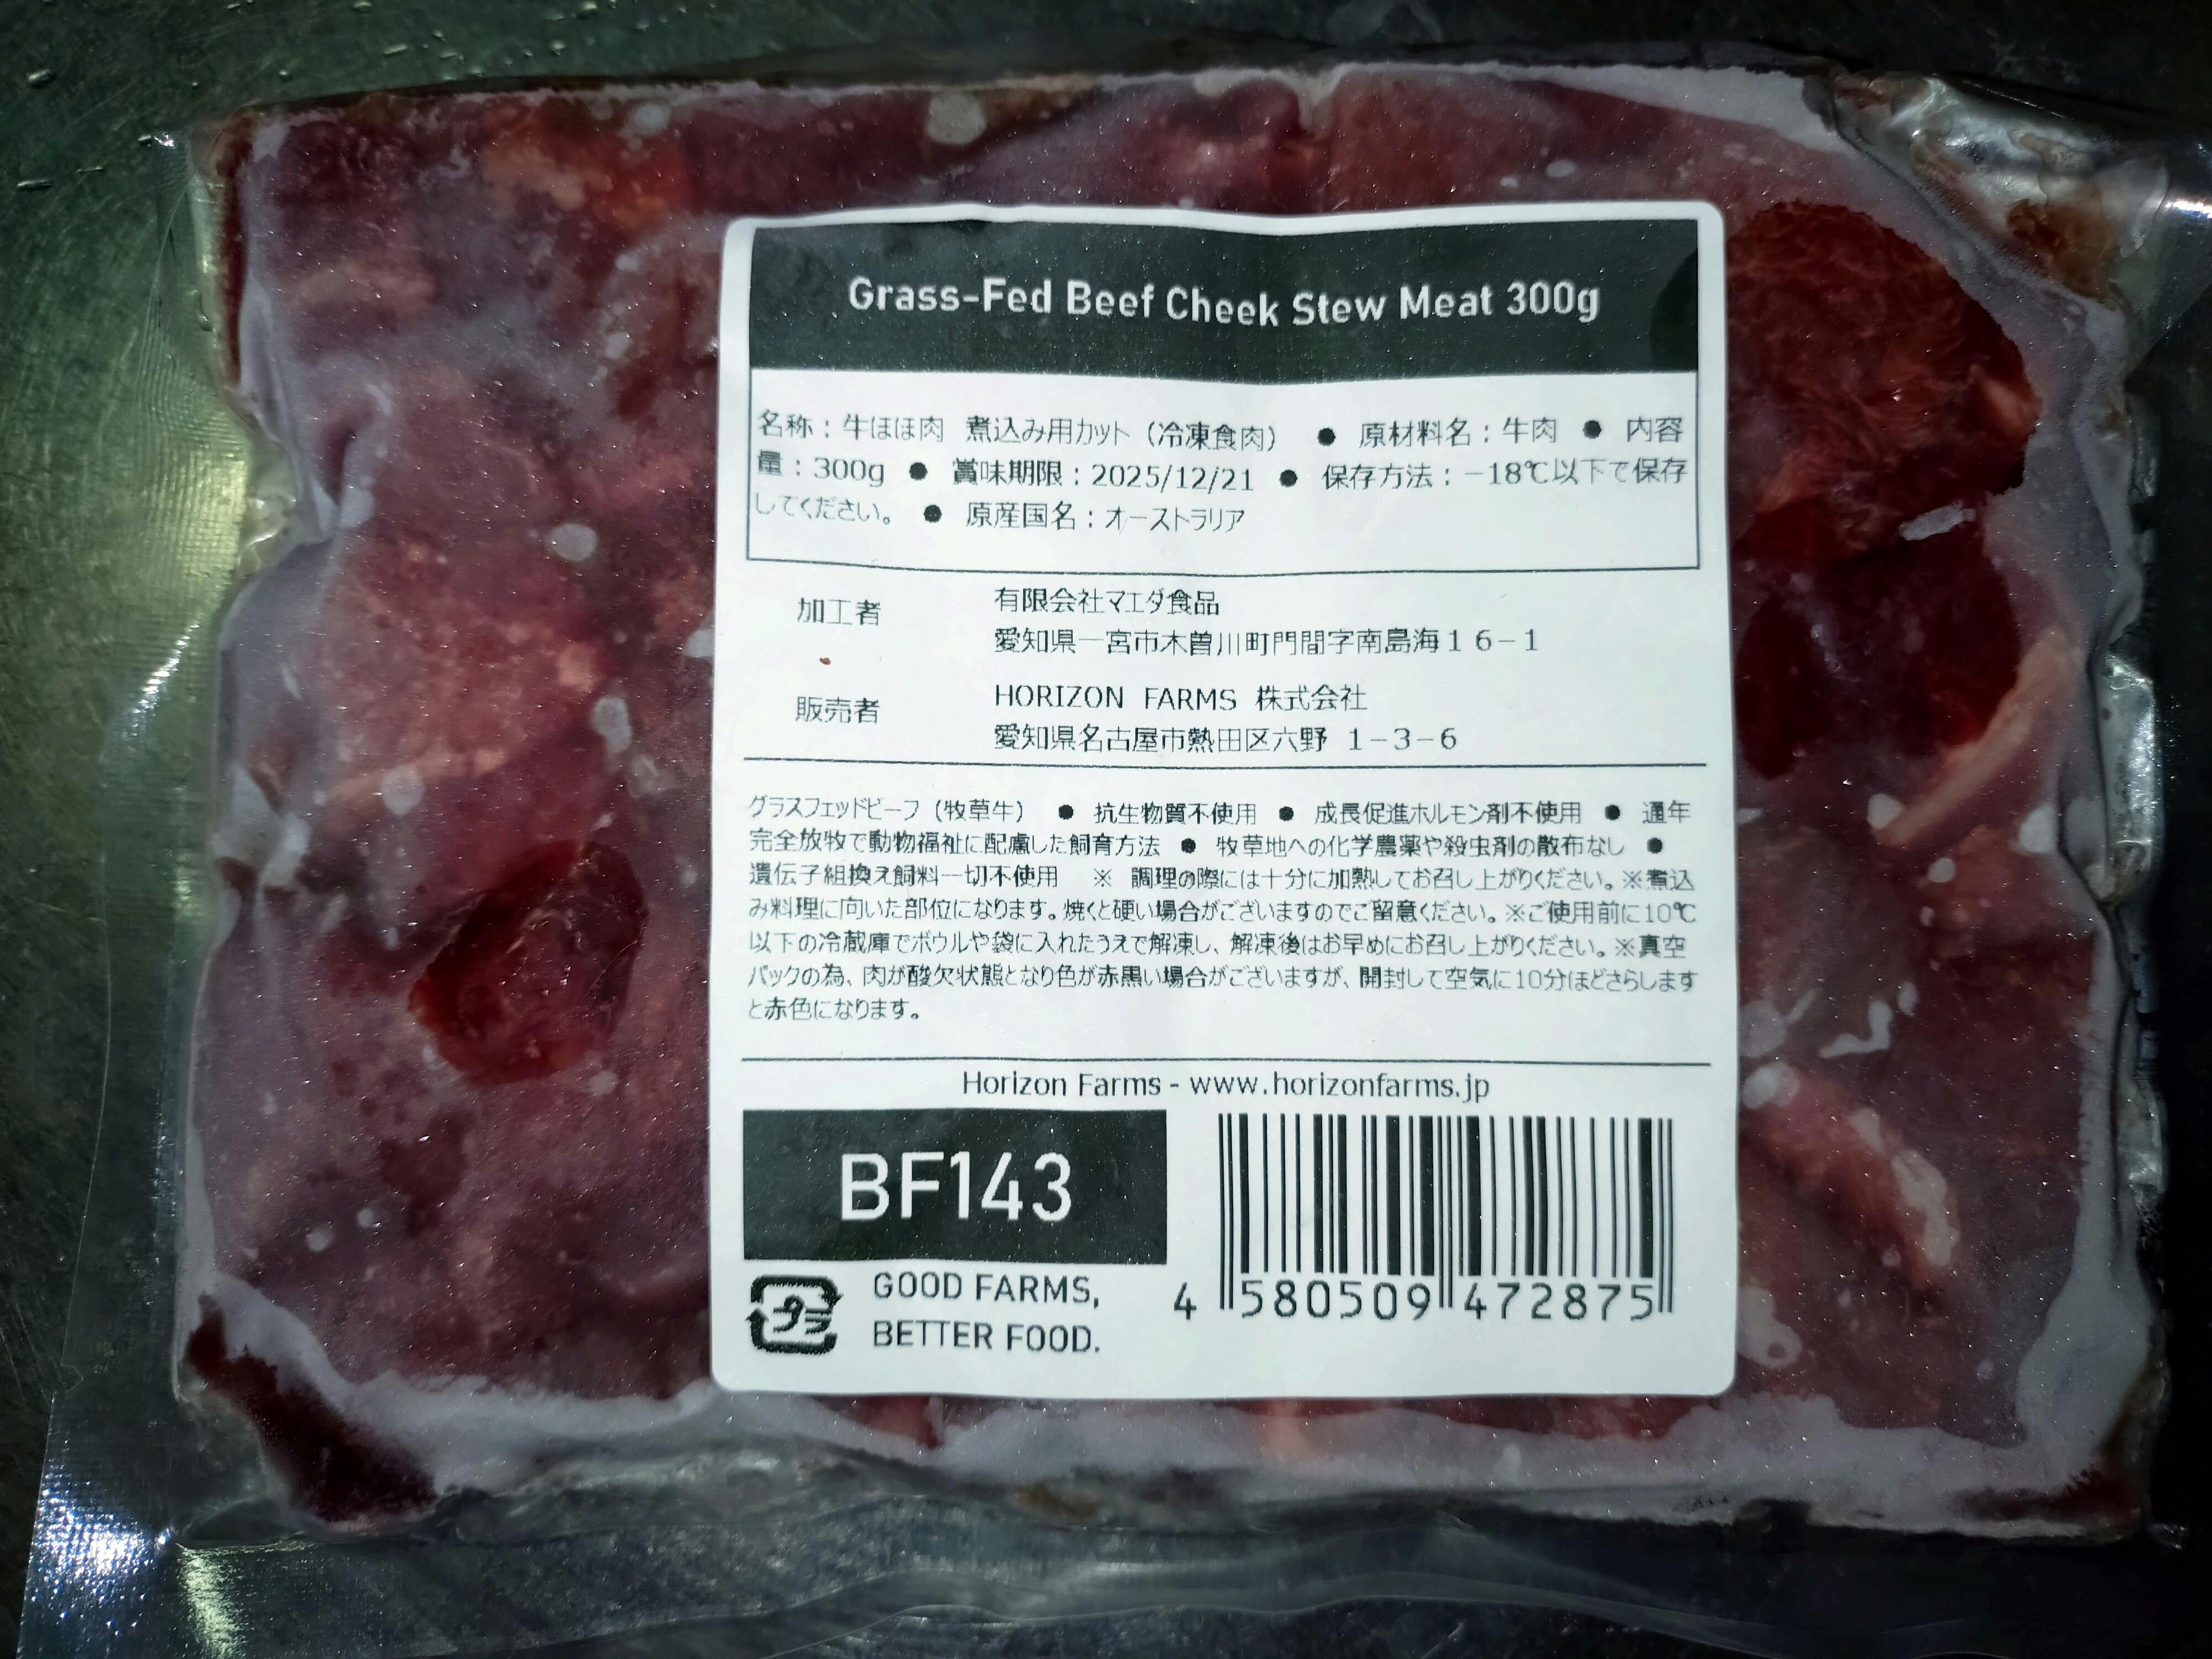 Grass-Fed Beef Cheek Stew Meat 300g
名称：牛ほほ肉　煮込み用カット（冷凍食肉）　●　原材料名：牛肉　●　内容
量：300g　●　賞味期限：2025/12/21　●　保存方法：－18℃以下で保存
してください。　●　原産国名：オーストラリア
加工者
有限会社マエダ食品
愛知県一宮市木曽川町門間字南島海１６－１
販売者
HORIZON FARMS 株式会社
愛知県名古屋市熱田区六野 １－３－６
グラスフェッドビーフ（牧草牛）　●　抗生物質不使用　●　成長促進ホルモン剤不使用　●　通年
完全放牧で動物福祉に配慮した飼育方法　●　牧草地への化学農薬や殺虫剤の散布なし　●
遺伝子組換え飼料一切不使用　※　調理の際には十分に加熱してお召し上がりください。※煮込
み料理に向いた部位になります。焼くと硬い場合がございますのでご留意ください。※ご使用前に10℃
以下の冷蔵庫でボウルや袋に入れたうえで解凍し、解凍後はお早めにお召し上がりください。※真空
パックの為、肉が酸欠状態となり色が赤黒い場合がございますが、開封して空気に10分ほどさらします
と赤色になります。
Horizon Farms - www.horizonfarms.jp
BF143
プラ
GOOD FARMS,
BETTER FOOD.
4 580509 472875